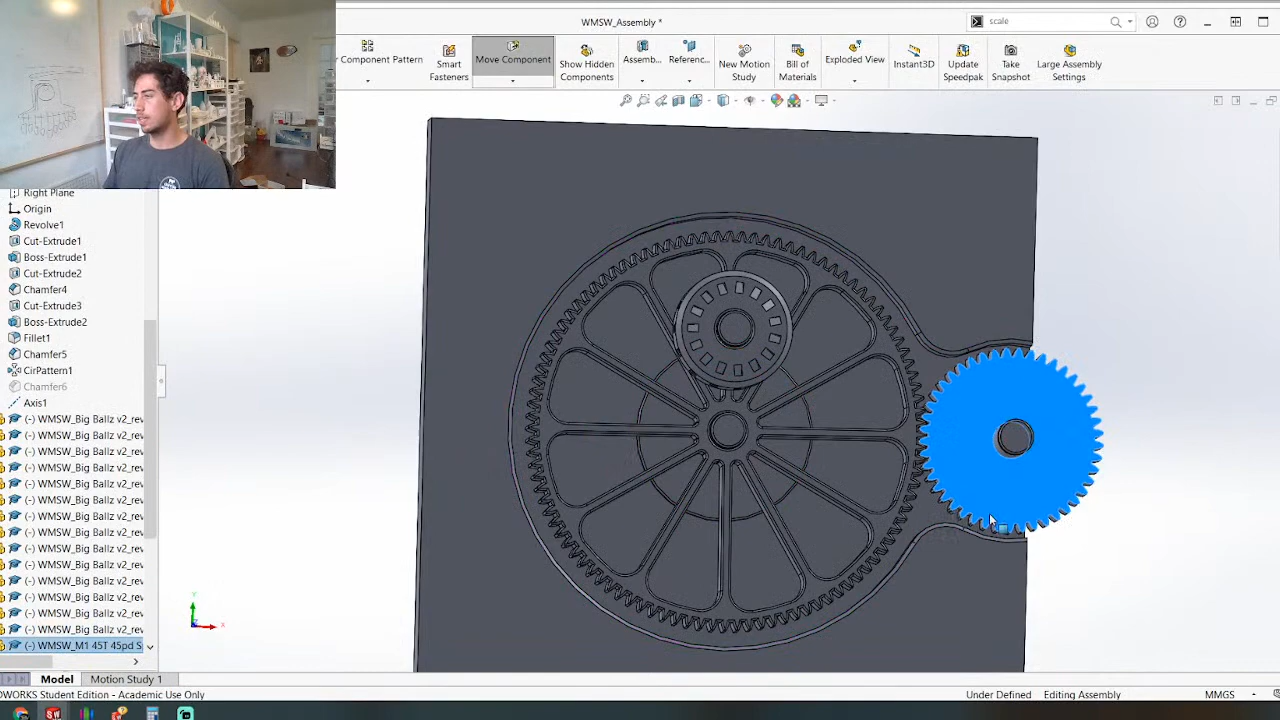 WMSW_Assembly *
scale
Component Pattern
Smart
Fasteners
Move Component
Show Hidden
Components
Assemb...
Referenc...
New Motion
Study
Bill of
Materials
Exploded View
Instant3D
Update
Speedpak
Take
Snapshot
Large Assembly
Settings
Right Plane
Origin
Revolve1
Cut-Extrude1
Boss-Extrude1
Cut-Extrude2
Chamfer4
Cut-Extrude3
Boss-Extrude2
Fillet1
Chamfer5
CirPattern1
Chamfer6
Axis1
(-) WMSW_Big Ballz v2_rev
(-) WMSW_Big Ballz v2_rev
(-) WMSW_Big Ballz v2_rev
(-) WMSW_Big Ballz v2_rev
(-) WMSW_Big Ballz v2_rev
(-) WMSW_Big Ballz v2_rev
(-) WMSW_Big Ballz v2_rev
(-) WMSW_Big Ballz v2_rev
(-) WMSW_Big Ballz v2_rev
(-) WMSW_Big Ballz v2_rev
(-) WMSW_Big Ballz v2_rev
(-) WMSW_Big Ballz v2_rev
(-) WMSW_Big Ballz v2_rev
(-) WMSW_Big Ballz v2_rev
(-) WMSW_M1 45T 45pd S
Y
X
Model
Motion Study 1
DWORKS Student Edition - Academic Use Only
Under Defined
Editing Assembly
MMGS